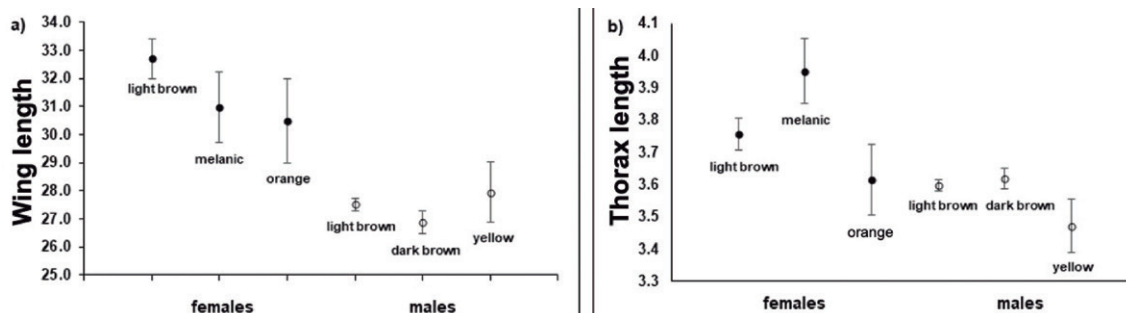 a)
Wing length
34.0
33.0
32.0
31.0
30.0
29.0
28.0
27.0
26.0
25.0
light brown
melanic
orange
light brown
dark brown
yellow
females males
b)
Thorax length
4.1
4.0
3.9
3.8
3.7
3.6
3.5
3.4
3.3
light brown
melanic
orange
light brown
dark brown
yellow
females males